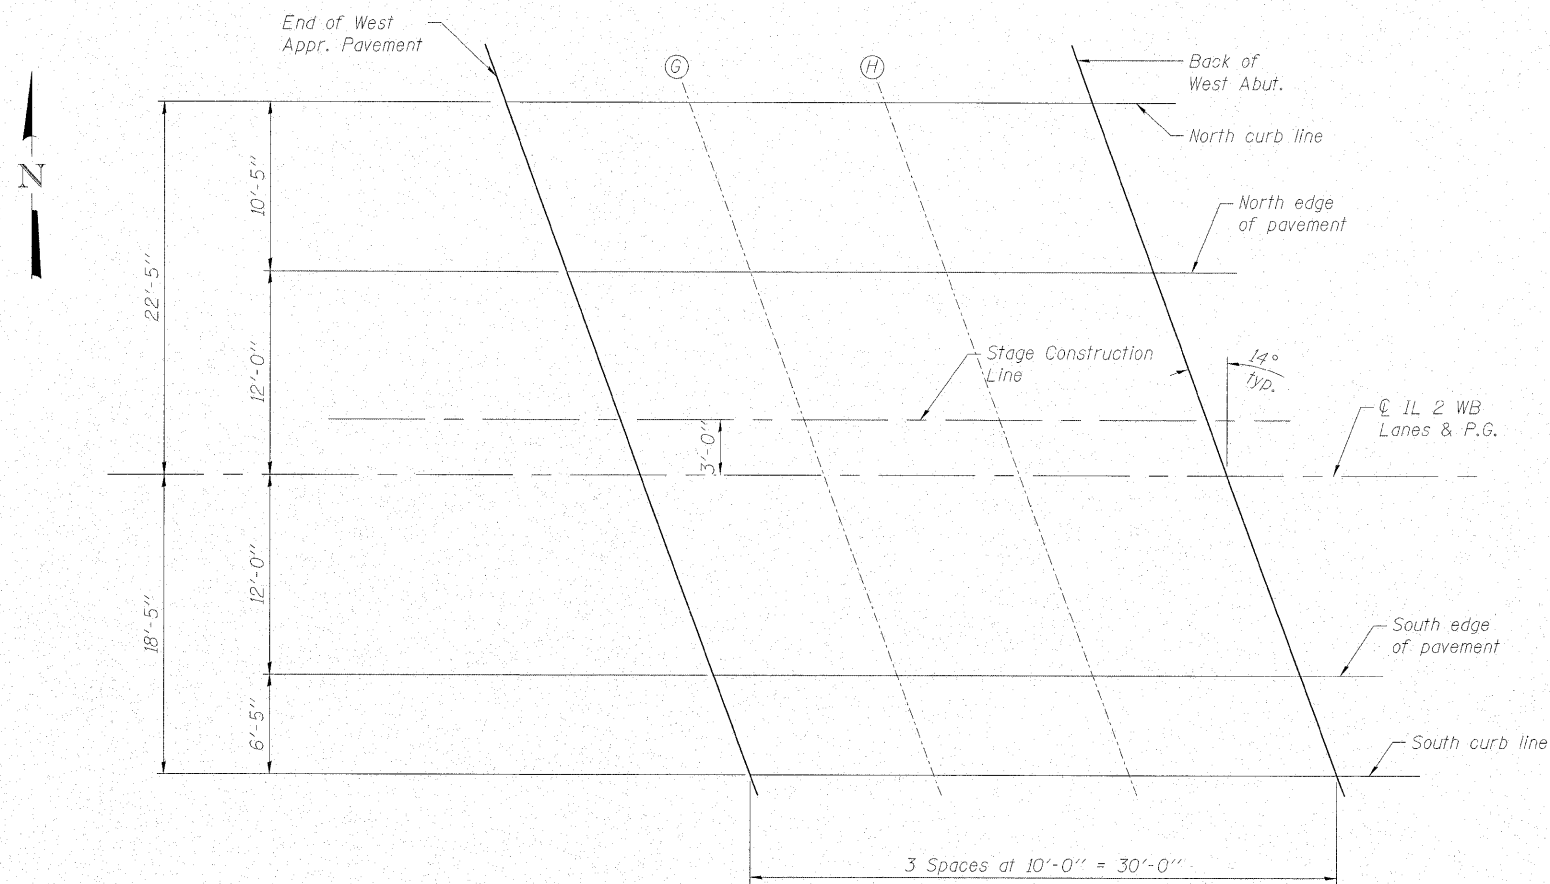 End of West
Appr. Pavement
G
H
Back of
West Abut.
North curb line
N
10'-5"
22'-5"
North edge
of pavement
12'-0"
Stage Construction
Line
14°
typ.
3'-0"
℄ IL 2 WB
Lanes & P.G.
12'-0"
18'-5"
South edge
of pavement
6'-5"
South curb line
3 Spaces at 10'-0" = 30'-0"